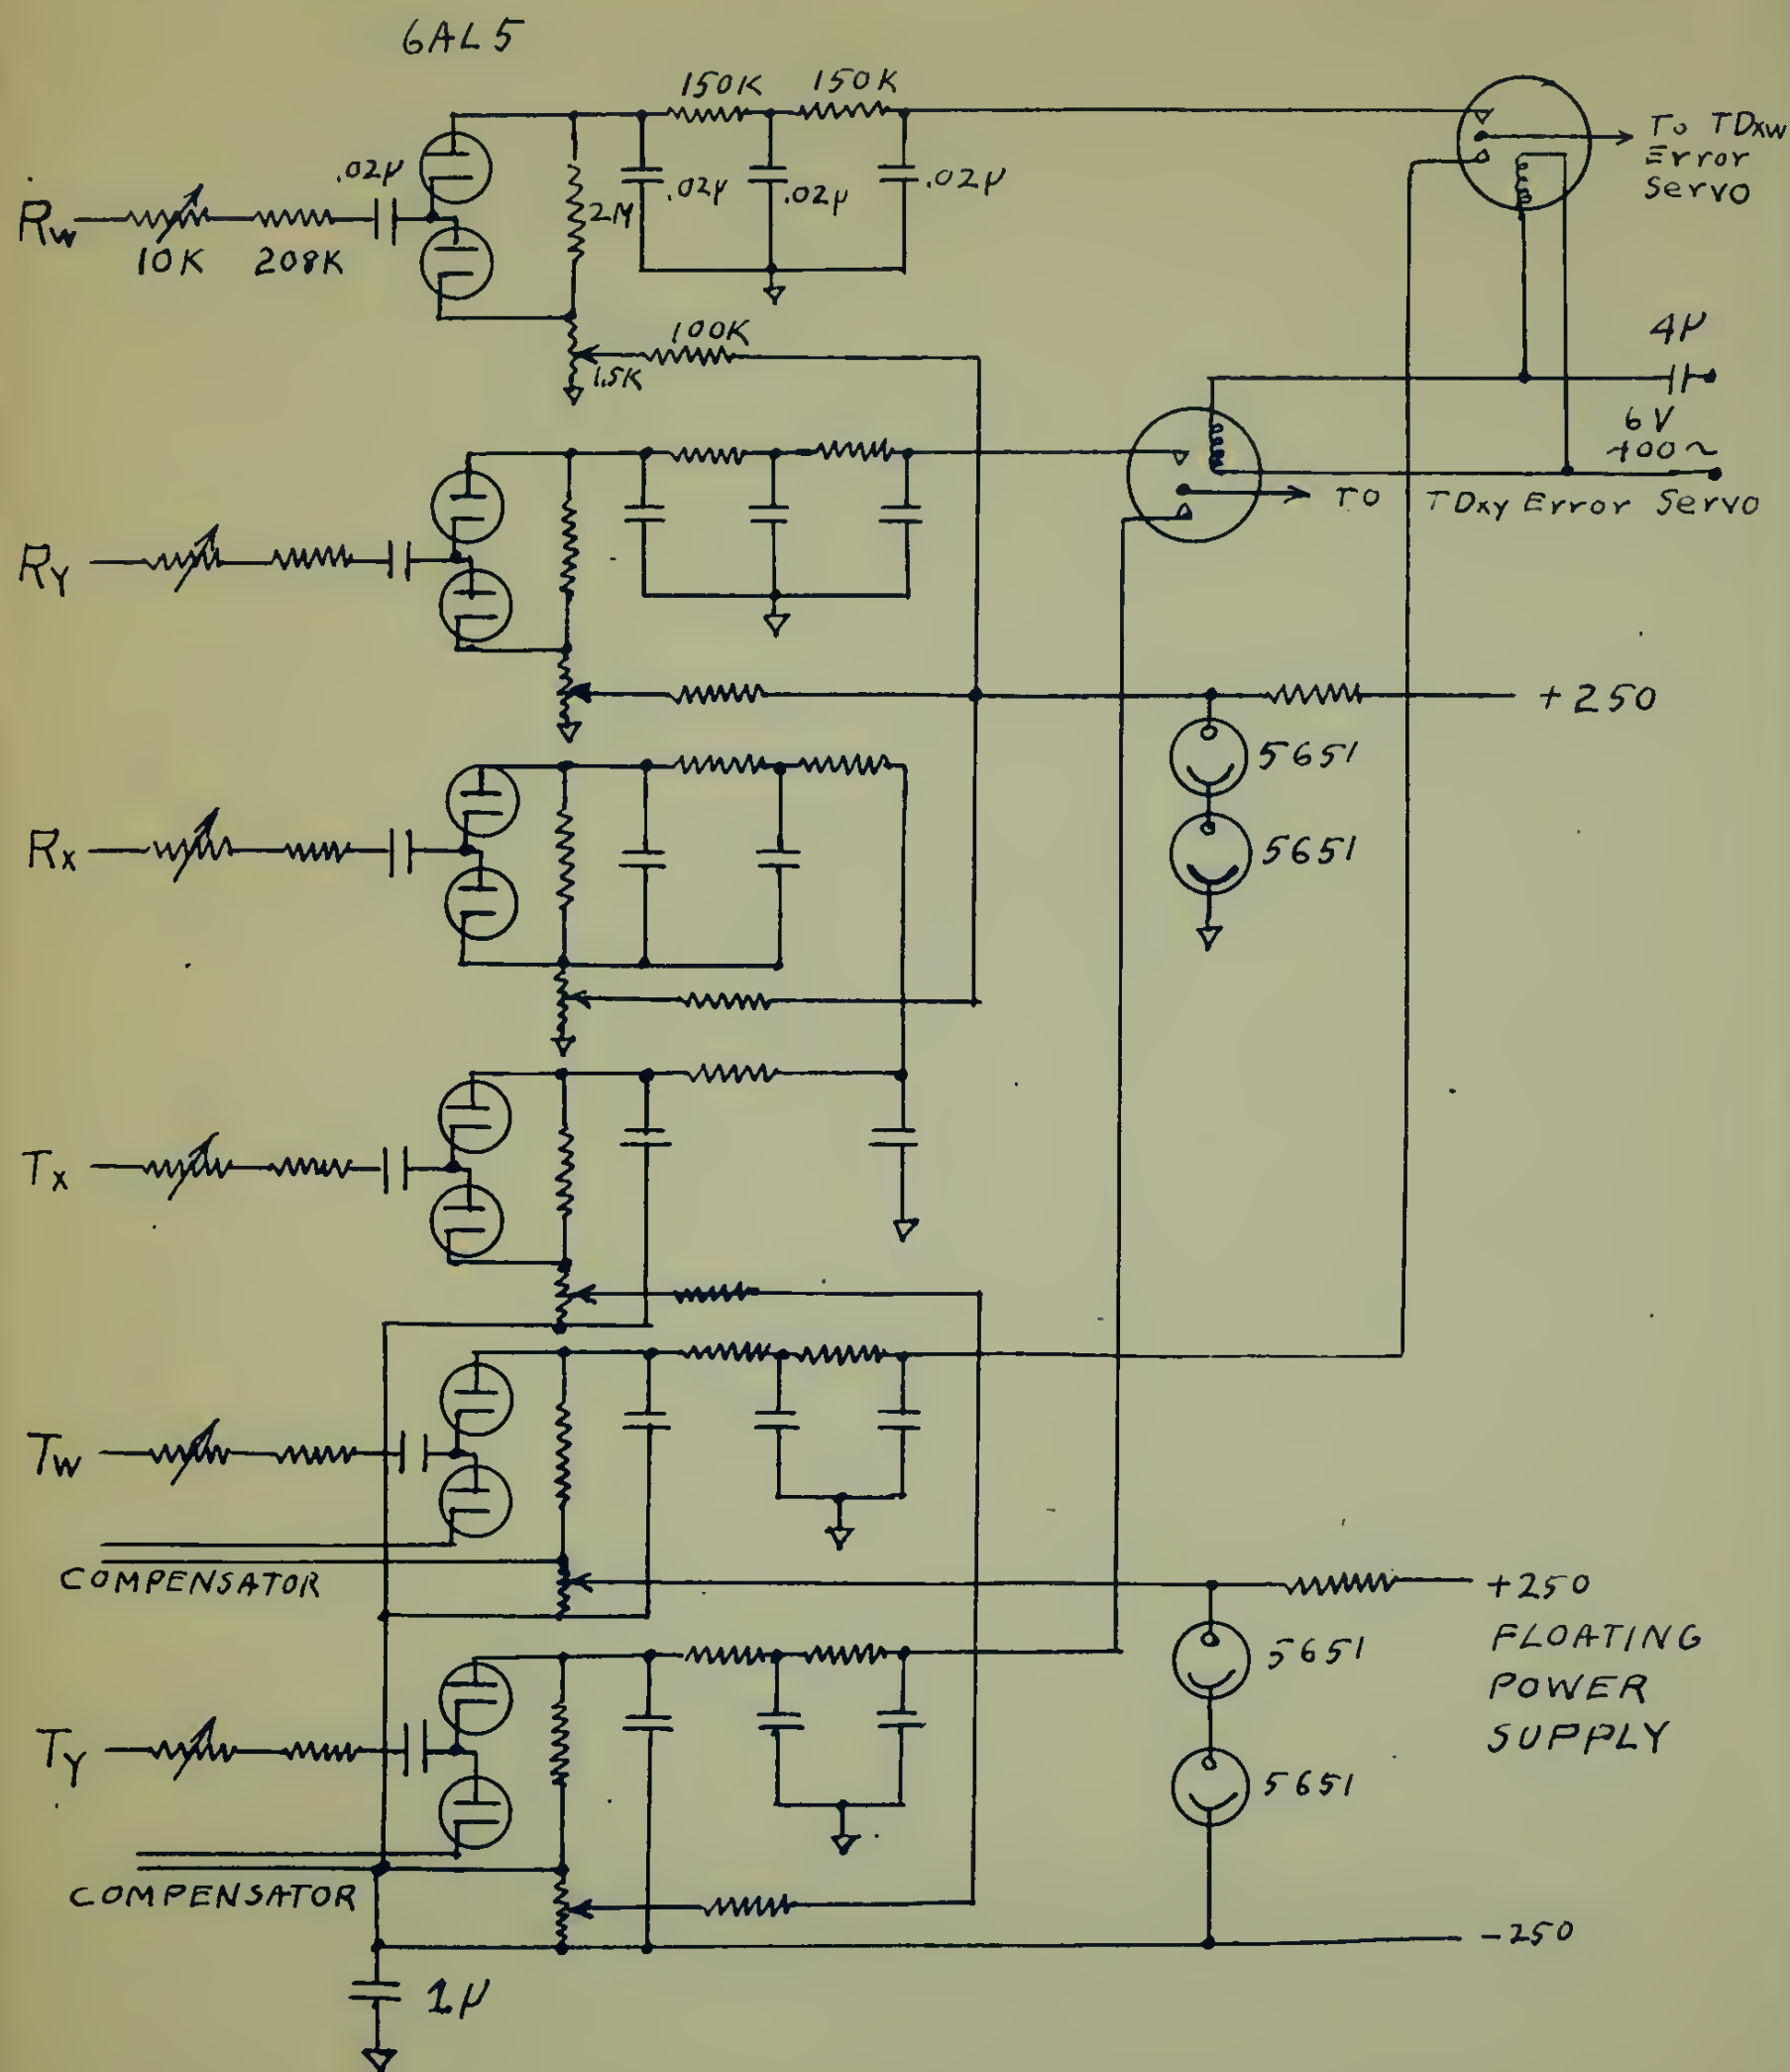 6AL5
150K 150K
To TDxw
Error
Servo
.02μ
.02μ
.02μ
.02μ
2M
Rw
10K 208K
100K
1.5K
4μ
6V
400~
TO TDxy Error Servo
RY
+250
5651
5651
Rx
Tx
Tw
COMPENSATOR
+250
FLOATING
POWER
SUPPLY
5651
5651
TY
COMPENSATOR
-250
1μ